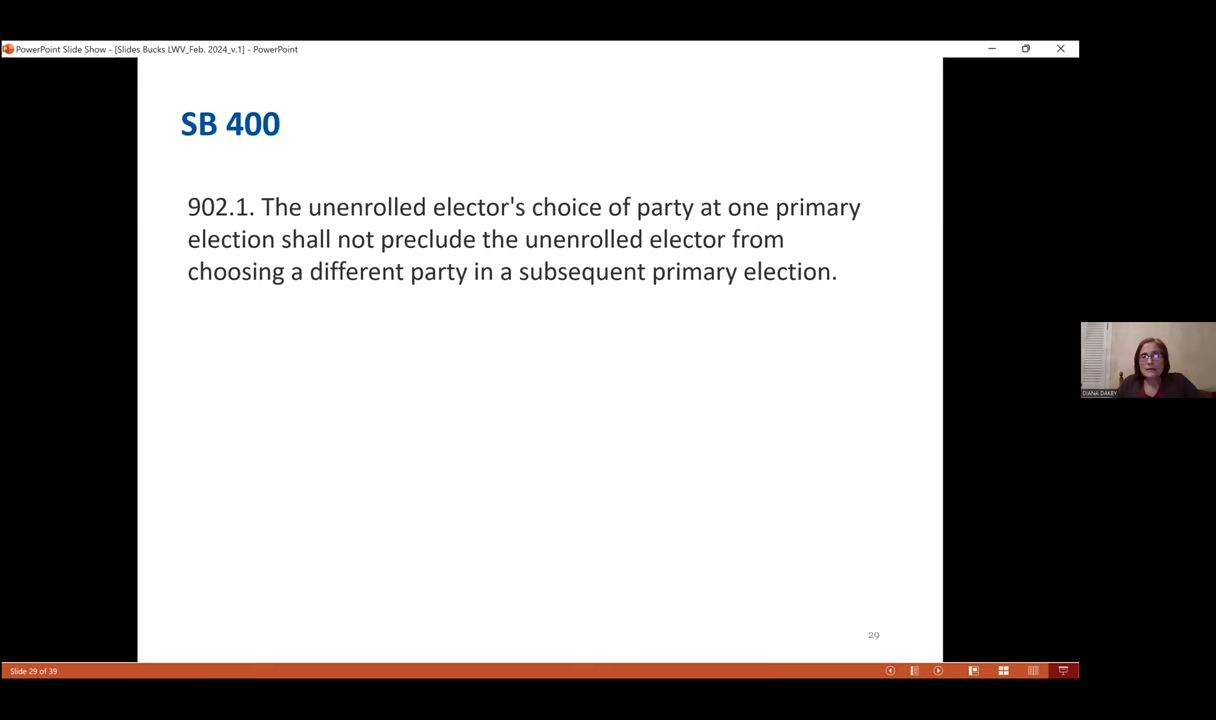 PowerPoint Slide Show - [Slides Bucks LWV_Feb. 2024_v.1] - PowerPoint
SB 400
902.1. The unenrolled elector's choice of party at one primary
election shall not preclude the unenrolled elector from
choosing a different party in a subsequent primary election.
DIANA DAKEY
29
Slide 29 of 39